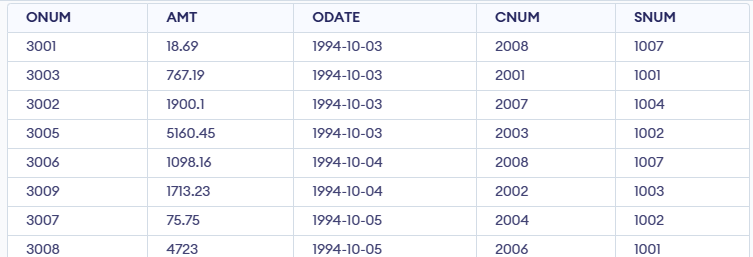 ONUM AMT ODATE CNUM SNUM
3001 18.69 1994-10-03 2008 1007
3003 767.19 1994-10-03 2001 1001
3002 1900.1 1994-10-03 2007 1004
3005 5160.45 1994-10-03 2003 1002
3006 1098.16 1994-10-04 2008 1007
3009 1713.23 1994-10-04 2002 1003
3007 75.75 1994-10-05 2004 1002
3008 4723 1994-10-05 2006 1001